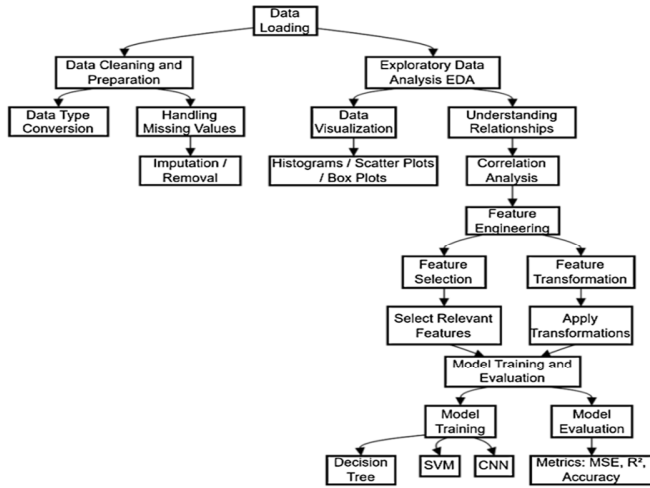 Data
Loading
Data Cleaning and
Preparation
Exploratory Data
Analysis EDA
Data Type
Conversion
Handling
Missing Values
Data
Visualization
Understanding
Relationships
Imputation /
Removal
Histograms / Scatter Plots
/ Box Plots
Correlation
Analysis
Feature
Engineering
Feature
Selection
Feature
Transformation
Select Relevant
Features
Apply
Transformations
Model Training and
Evaluation
Model
Training
Model
Evaluation
Decision
Tree
SVM
CNN
Metrics: MSE, R²,
Accuracy